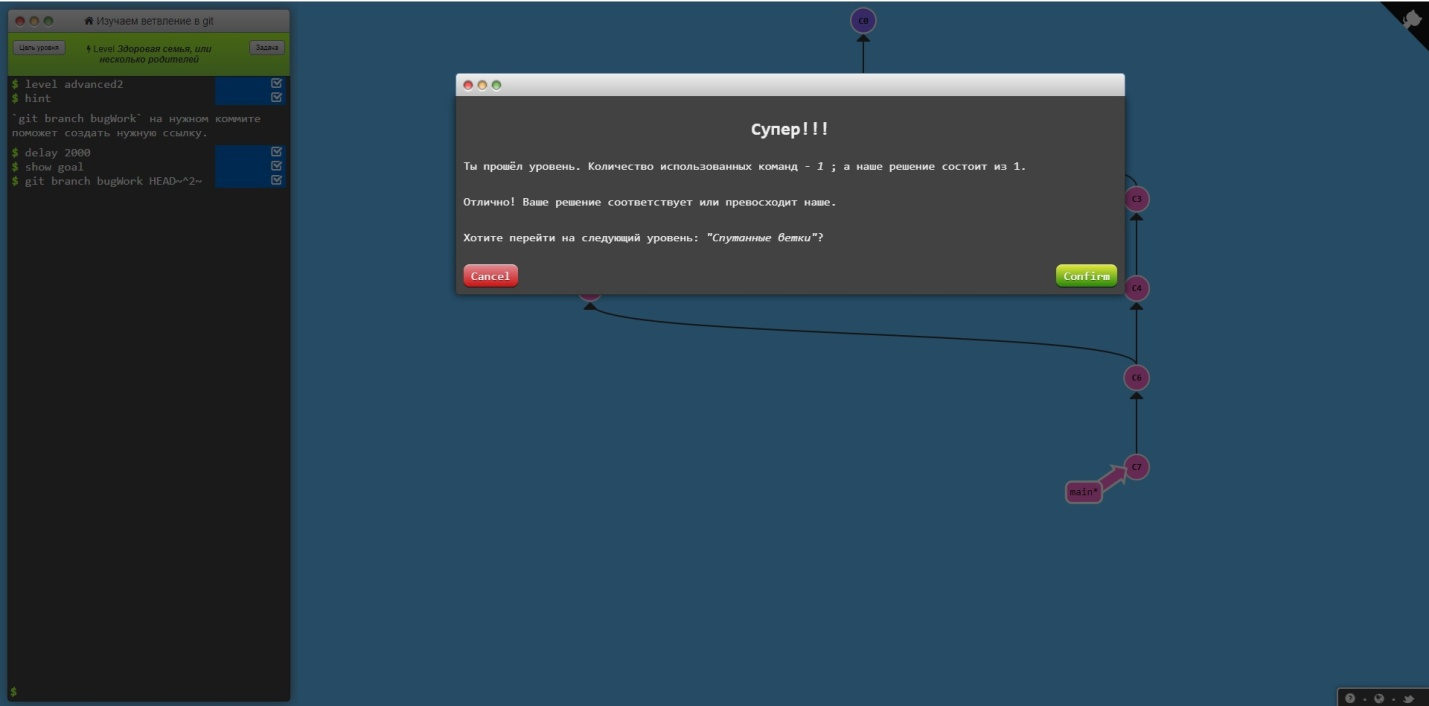 Изучаем ветвление в git
Цель уровня
Level Здоровая семья, или
несколько родителей
Задача
$ level advanced2
$ hint
`git branch bugWork` на нужном коммите
поможет создать нужную ссылку.
$ delay 2000
$ show goal
$ git branch bugWork HEAD~^2~
$
C0
Супер!!!
Ты прошёл уровень. Количество использованных команд - 1 ; а наше решение состоит из 1.
Отлично! Ваше решение соответствует или превосходит наше.
Хотите перейти на следующий уровень: "Спутанные ветки"?
Cancel
Confirm
C3
C4
C6
C7
main*